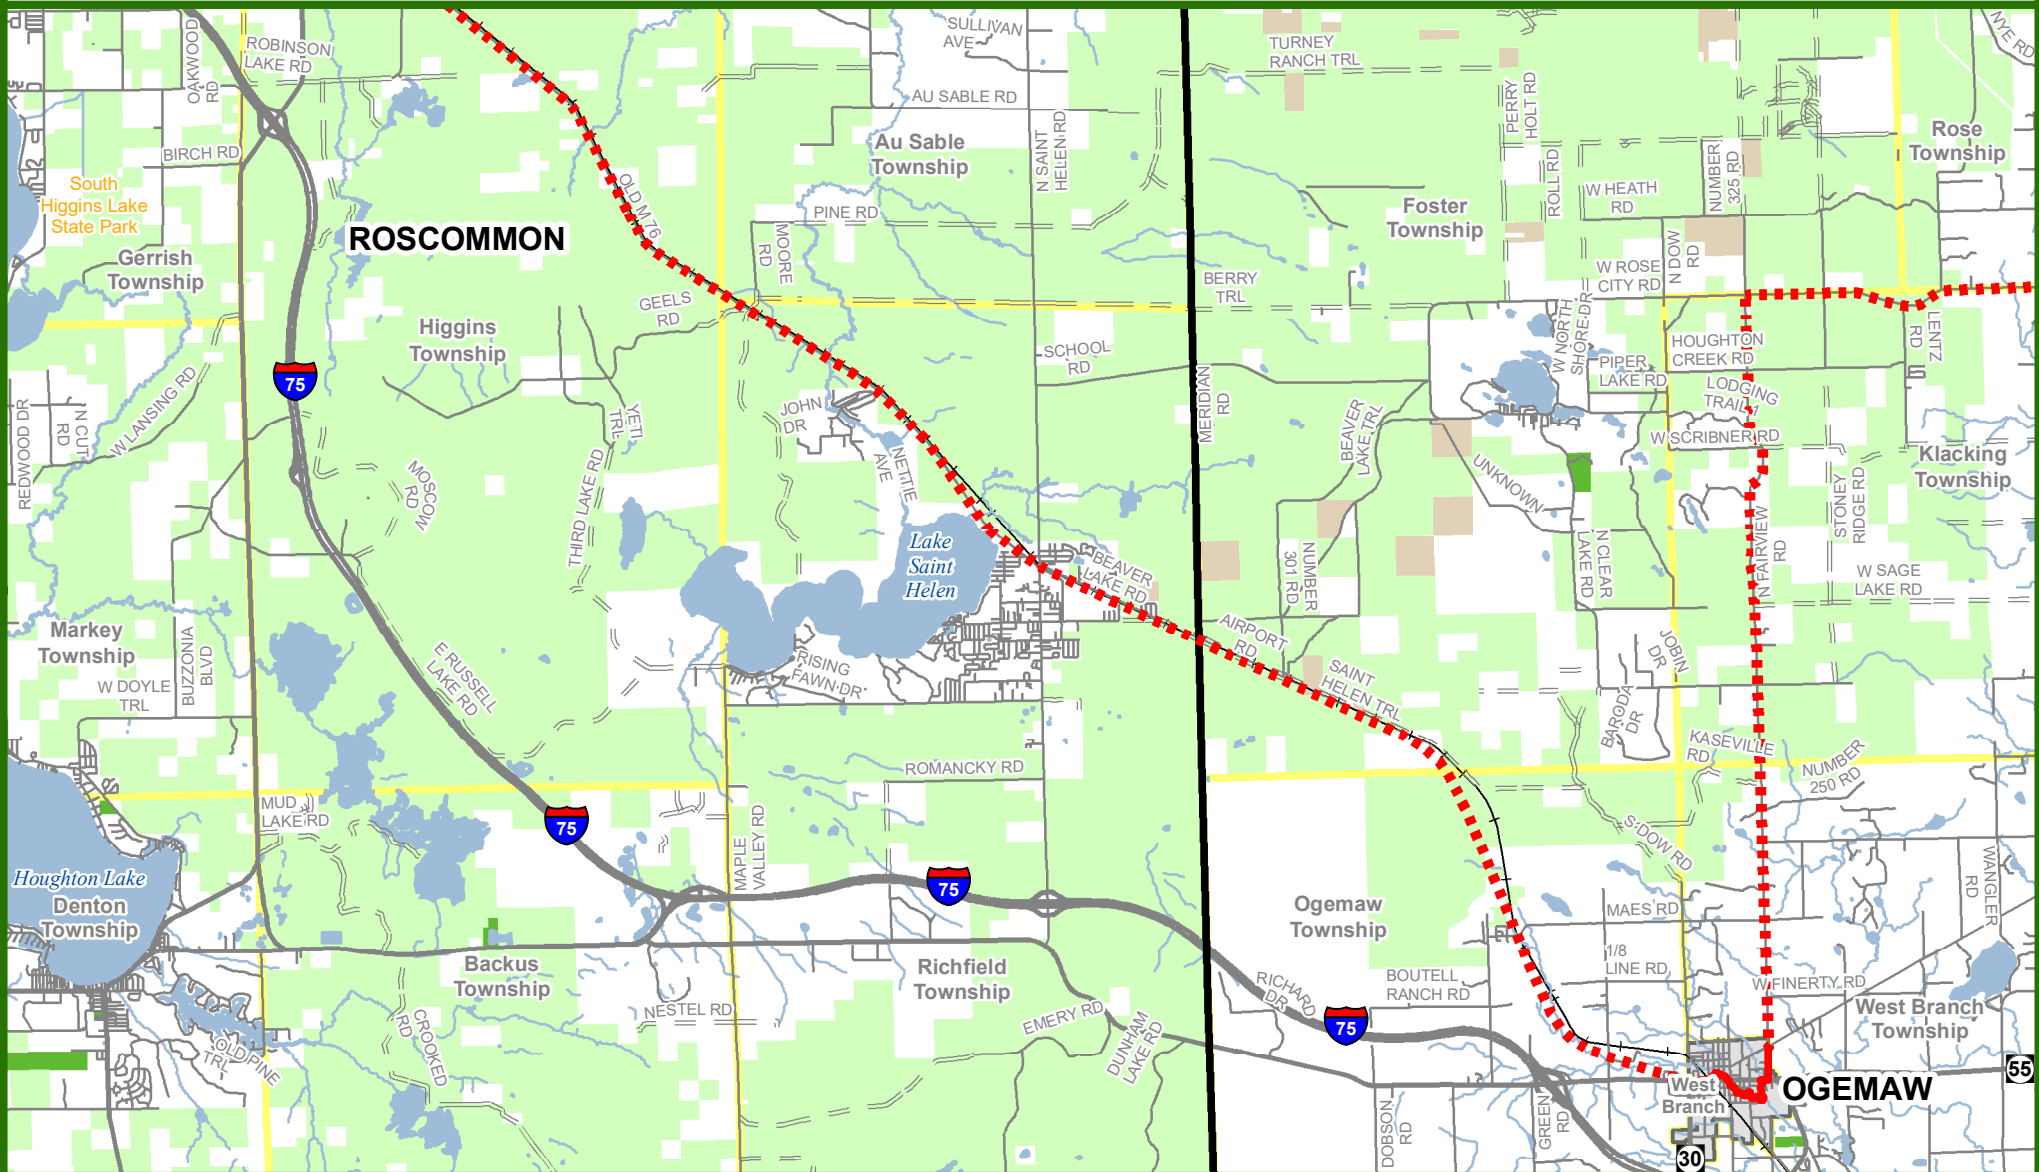 OAKWOOD
RD
ROBINSON
LAKE RD
SULLIVAN
AVE
TURNEY
RANCH TRL
NYE RD
AU SABLE RD
PERRY
HOLT RD
BIRCH RD
Au Sable
Township
N SAINT
HELEN RD
Rose
Township
South
Higgins Lake
State Park
OLD M 76
ROLL RD
W HEATH
RD
NUMBER
325 RD
PINE RD
Foster
Township
ROSCOMMON
MOORE
RD
N DOW
RD
Gerrish
Township
W ROSE
CITY RD
BERRY
TRL
GEELS
RD
Higgins
Township
W NORTH
SHORE DR
LENTZ
RD
HOUGHTON
CREEK RD
SCHOOL
RD
PIPER
LAKE RD
75
MERIDIAN
RD
LODGING
TRAIL
REDWOOD DR
N CUT
RD
W LANSING RD
YETI
TRL
JOHN
DR
BEAVER
LAKE TRL
W SCRIBNER RD
Klacking
Township
MOSCOW
RD
NETTIE
AVE
UNKNOWN
STONEY
RIDGE RD
THIRD LAKE RD
Lake
Saint
Helen
BEAVER
LAKE RD
NUMBER
301 RD
N CLEAR
LAKE RD
N FAIRVIEW
RD
W SAGE
LAKE RD
Markey
Township
BUZZONIA
BLVD
E RUSSELL
LAKE RD
RISING
FAWN DR
AIRPORT
RD
SAINT
HELEN TRL
JOBIN
DR
W DOYLE
TRL
BARODA
DR
KASEVILLE
RD
NUMBER
250 RD
ROMANCKY RD
MUD
LAKE RD
75
MAPLE
VALLEY RD
S DOW RD
WANGLER
RD
Houghton Lake
Denton
Township
75
Ogemaw
Township
MAES RD
1/8
LINE RD
Backus
Township
Richfield
Township
RICHARD
DR
BOUTELL
RANCH RD
W FINERTY RD
West Branch
Township
NESTEL RD
EMERY RD
75
CROOKED
RD
OLD PINE
TRL
DUNHAM
LAKE RD
55
West
Branch
OGEMAW
DOBSON
RD
GREEN
RD
30